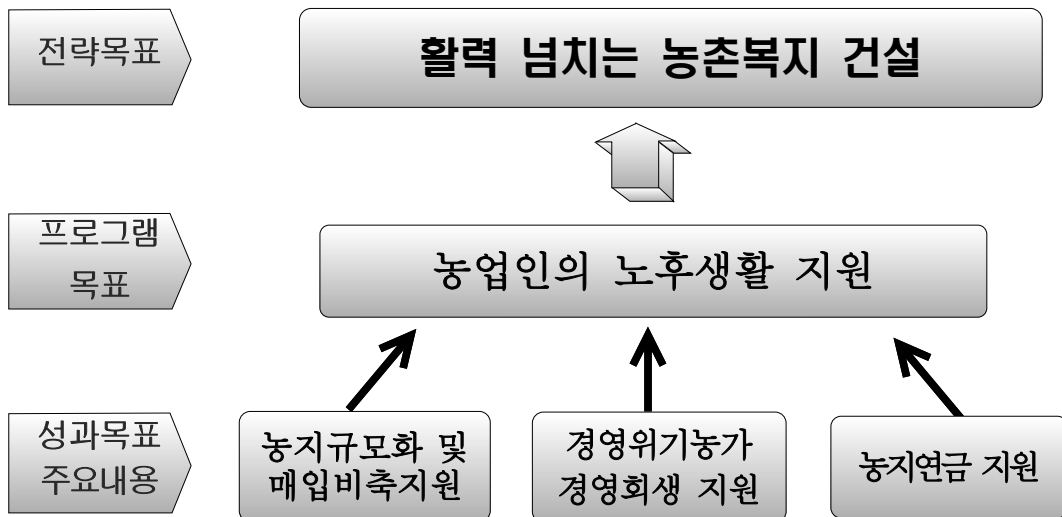 전략목표
활력 넘치는 농촌복지 건설
프로그램
목표
농업인의 노후생활 지원
성과목표
주요내용
농지규모화 및
매입비축지원
경영위기농가
경영회생 지원
농지연금 지원